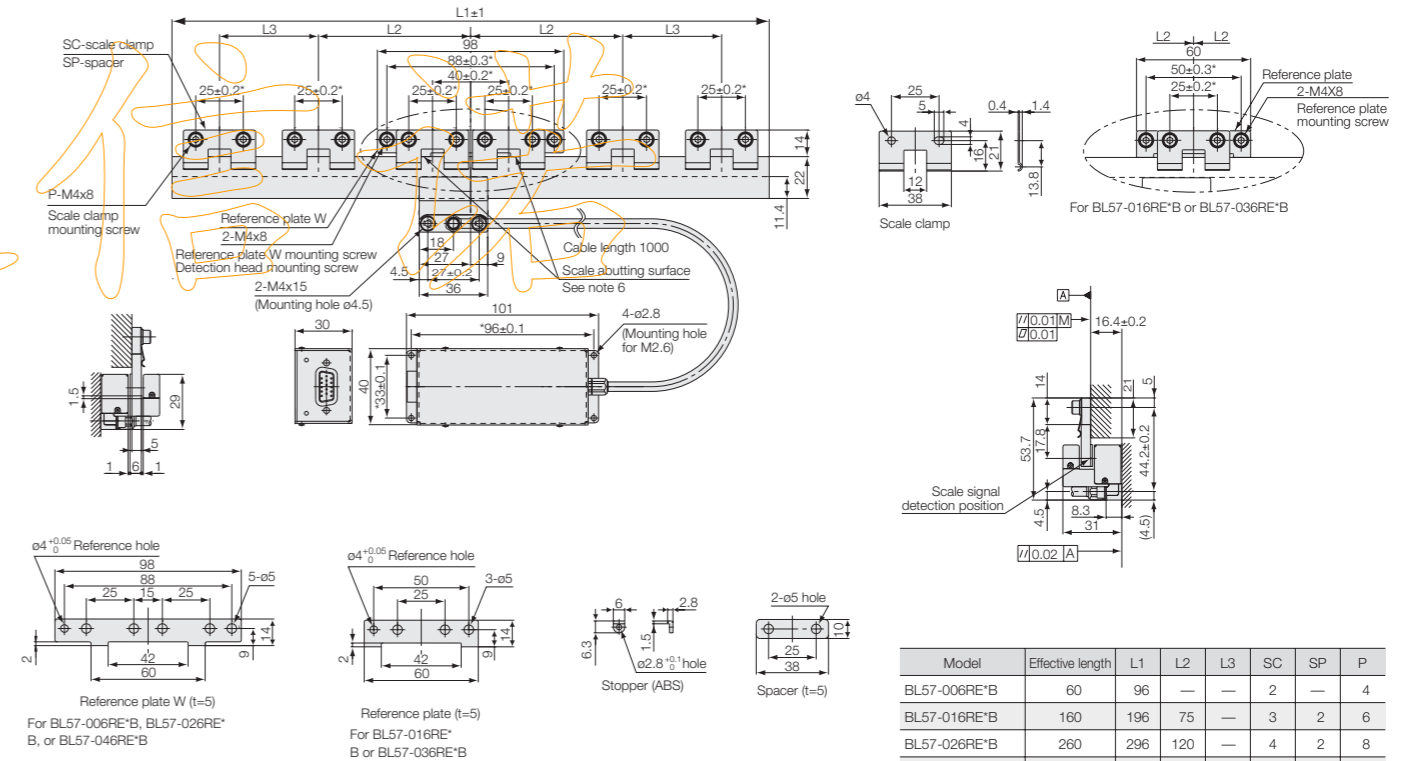 L1±1
L3 L2 L2 L3
98
88±0.3*
40±0.2*
25±0.2* 25±0.2* 25±0.2* 25±0.2* 25±0.2* 25±0.2*
SC-scale clamp
SP-spacer
14
22
11.4
P-M4x8
Scale clamp
mounting screw
Reference plate W
2-M4x8
Reference plate W mounting screw
Detection head mounting screw
2-M4x15
(Mounting hole ø4.5)
18
27 9
4.5 27±0.2
36
Cable length 1000
Scale abutting surface
See note 6
ø4
25
5
4
16
21
12
38
0.4 1.4
13.8
Scale clamp
L2 L2
60
50±0.3*
25±0.2*
Reference plate
2-M4X8
Reference plate
mounting screw
For BL57-016RE*B or BL57-036RE*B
1.5
29
5
1 6 1
30
101
*96±0.1
40
*33±0.1
4-ø2.8
(Mounting hole
for M2.6)
A
// 0.01 M
0.01
16.4±0.2
14
21
5
53.7
17.8
44.2±0.2
Scale signal
detection position
4.5
8.3
31
(4.5)
// 0.02 A
ø4 +0.05 0 Reference hole
98
88
25 15 25
5-ø5
14
9
2
42
60
Reference plate W (t=5)
For BL57-006RE*B, BL57-026RE*
B, or BL57-046RE*B
ø4 +0.05 0 Reference hole
50
25
3-ø5
14
9
2
42
60
Reference plate (t=5)
For BL57-016RE*
B or BL57-036RE*B
6
2.8
6.3
1.5
ø2.8 +0.1 0 hole
Stopper (ABS)
2-ø5 hole
10
25
38
Spacer (t=5)
Model Effective length L1 L2 L3 SC SP P
BL57-006RE*B 60 96 — — 2 — 4
BL57-016RE*B 160 196 75 — 3 2 6
BL57-026RE*B 260 296 120 — 4 2 8